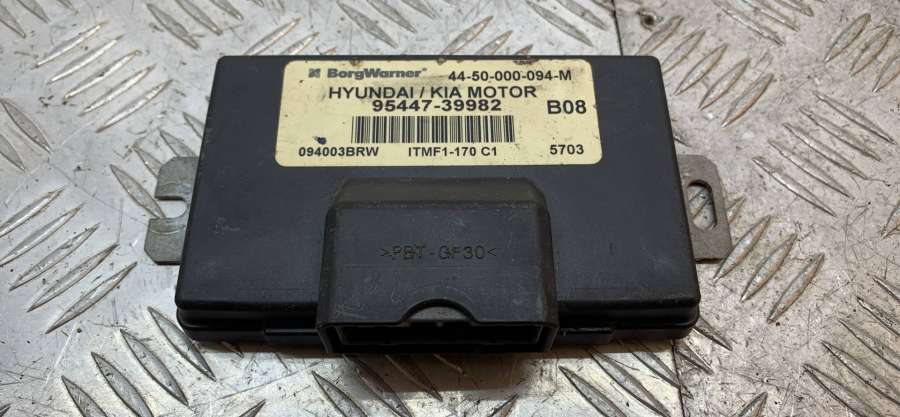 BorgWarner 44-50-000-094-M
HYUNDAI / KIA MOTOR
95447-39982 B08
094003BRW ITMF1-170 C1 5703
>PBT-GF30<